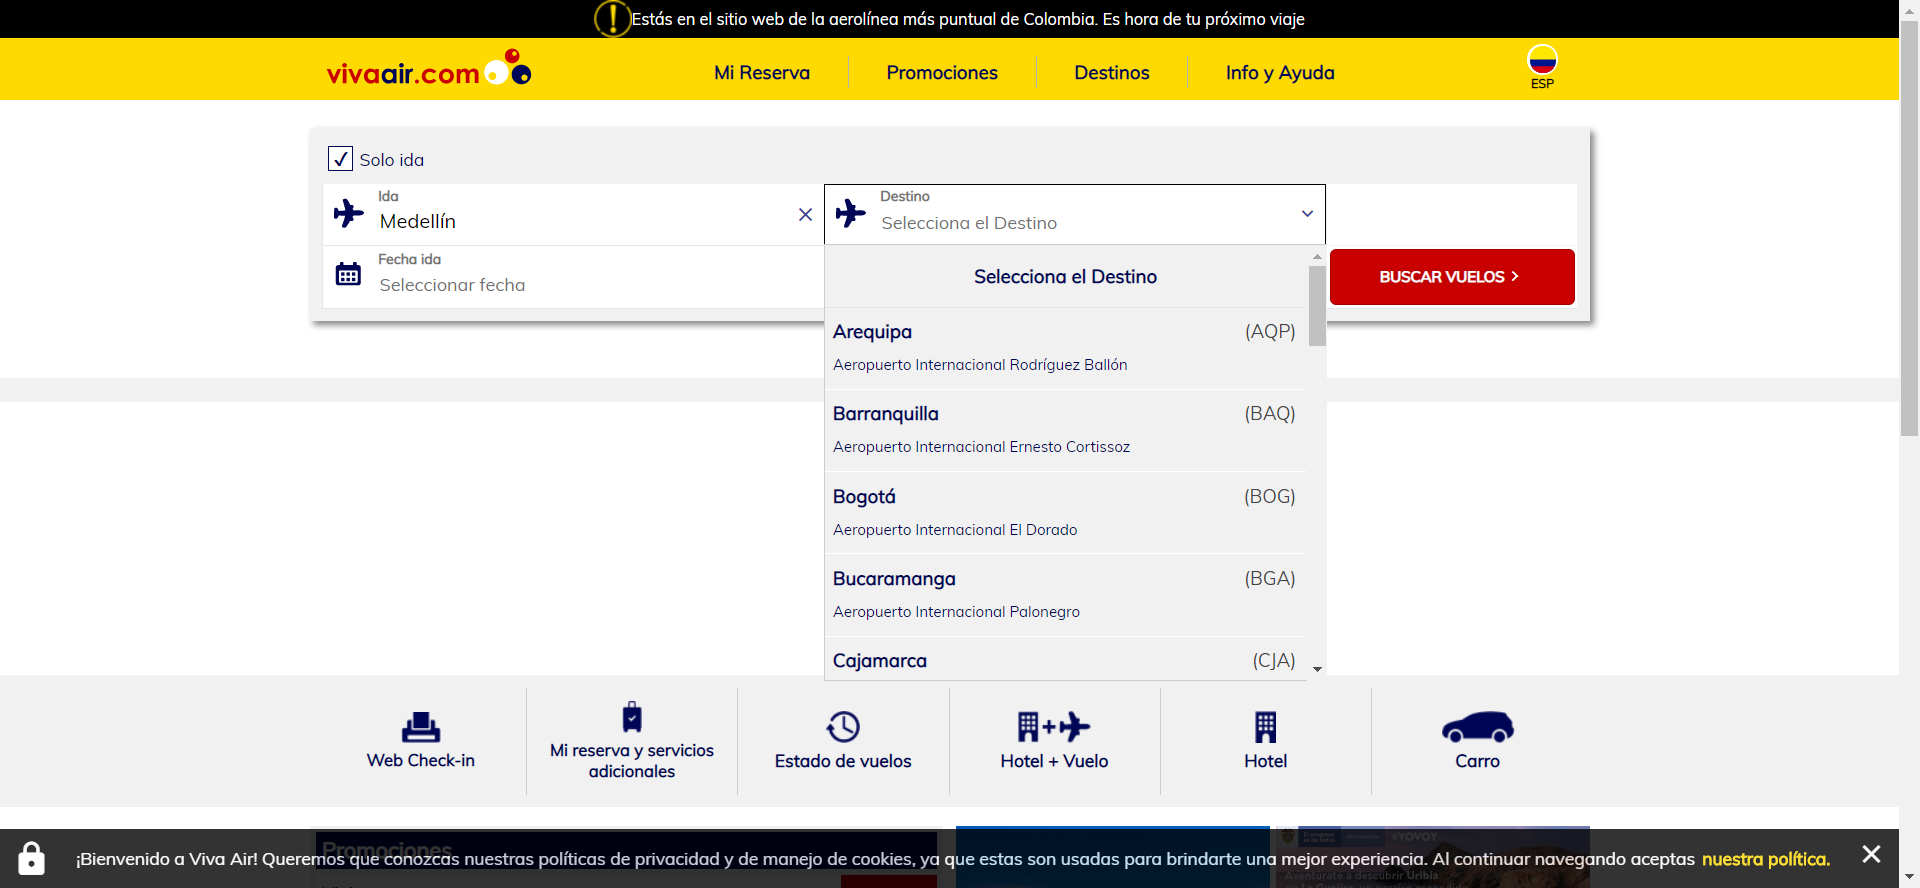 Estás en el sitio web de la aerolínea más puntual de Colombia. Es hora de tu próximo viaje
vivaair.com
Mi Reserva
Promociones
Destinos
Info y Ayuda
ESP
Solo ida
Ida
Medellín
Destino
Selecciona el Destino
Fecha ida
Seleccionar fecha
BUSCAR VUELOS
Selecciona el Destino
Arequipa (AQP)
Aeropuerto Internacional Rodríguez Ballón
Barranquilla (BAQ)
Aeropuerto Internacional Ernesto Cortissoz
Bogotá (BOG)
Aeropuerto Internacional El Dorado
Bucaramanga (BGA)
Aeropuerto Internacional Palonegro
Cajamarca (CJA)
Web Check-in
Mi reserva y servicios
adicionales
Estado de vuelos
Hotel + Vuelo
Hotel
Carro
Promociones
#YOVOY
¡Bienvenido a Viva Air! Queremos que conozcas nuestras políticas de privacidad y de manejo de cookies, ya que estas son usadas para brindarte una mejor experiencia. Al continuar navegando aceptas nuestra política.
Aventúrate a descubrir Uribia